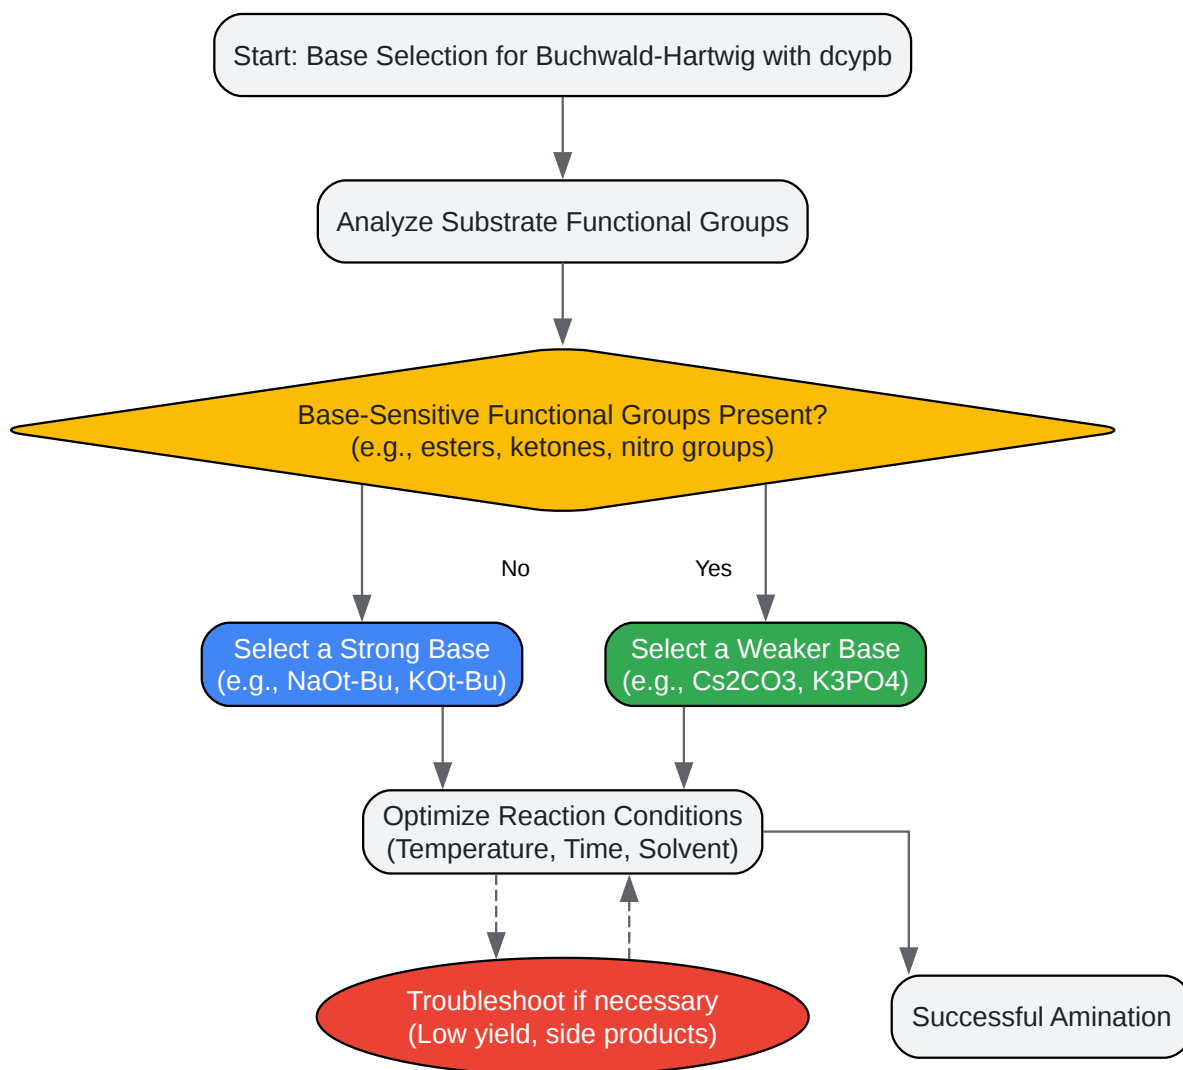 Start: Base Selection for Buchwald-Hartwig with dcypb
Analyze Substrate Functional Groups
Base-Sensitive Functional Groups Present?
(e.g., esters, ketones, nitro groups)
No
Yes
Select a Strong Base
(e.g., NaOt-Bu, KOt-Bu)
Select a Weaker Base
(e.g., Cs2CO3, K3PO4)
Optimize Reaction Conditions
(Temperature, Time, Solvent)
Troubleshoot if necessary
(Low yield, side products)
Successful Amination